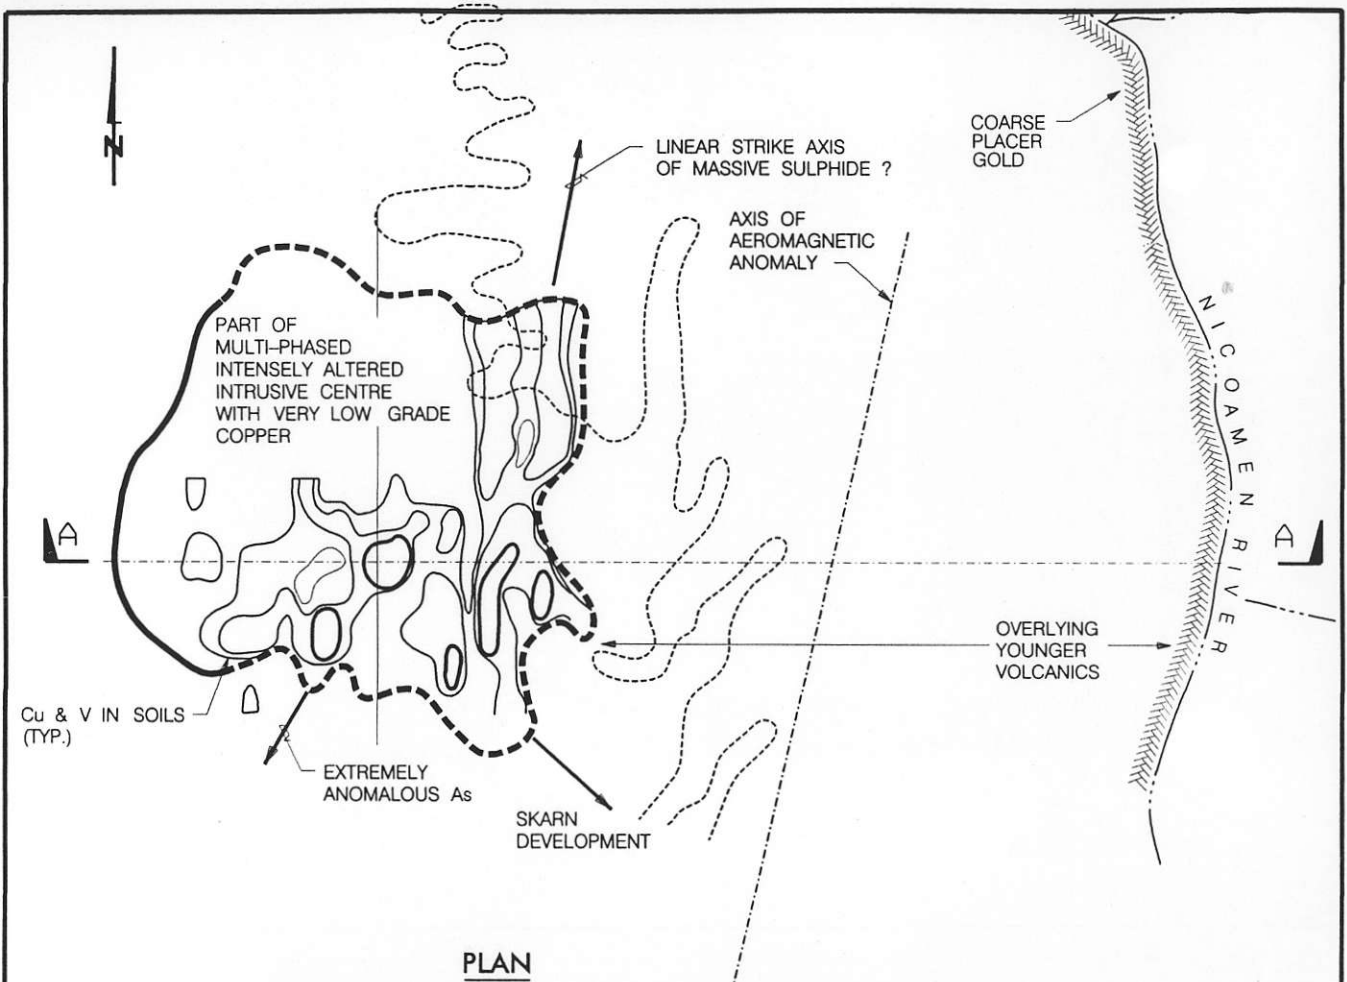 N
LINEAR STRIKE AXIS
OF MASSIVE SULPHIDE ?
COARSE
PLACER
GOLD
AXIS OF
AEROMAGNETIC
ANOMALY
PART OF
MULTI-PHASED
INTENSELY ALTERED
INTRUSIVE CENTRE
WITH VERY LOW GRADE
COPPER
NICOAMEN RIVER
A
A
OVERLYING
YOUNGER
VOLCANICS
Cu & V IN SOILS
(TYP.)
EXTREMELY
ANOMALOUS As
SKARN
DEVELOPMENT
PLAN